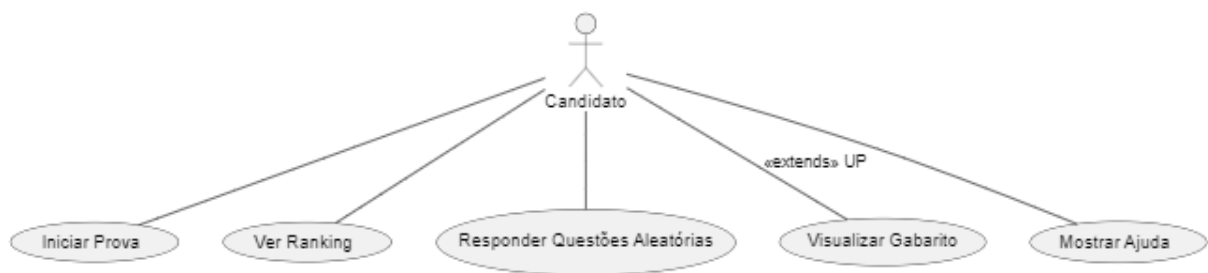 Candidato
«extends» UP
Iniciar Prova
Ver Ranking
Responder Questões Aleatórias
Visualizar Gabarito
Mostrar Ajuda